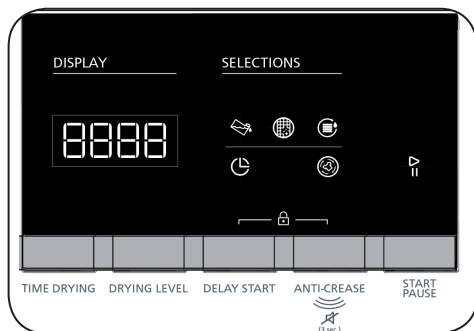 DISPLAY
SELECTIONS
8888
TIME DRYING
DRYING LEVEL
DELAY START
ANTI-CREASE
START
PAUSE
(3 sec.)